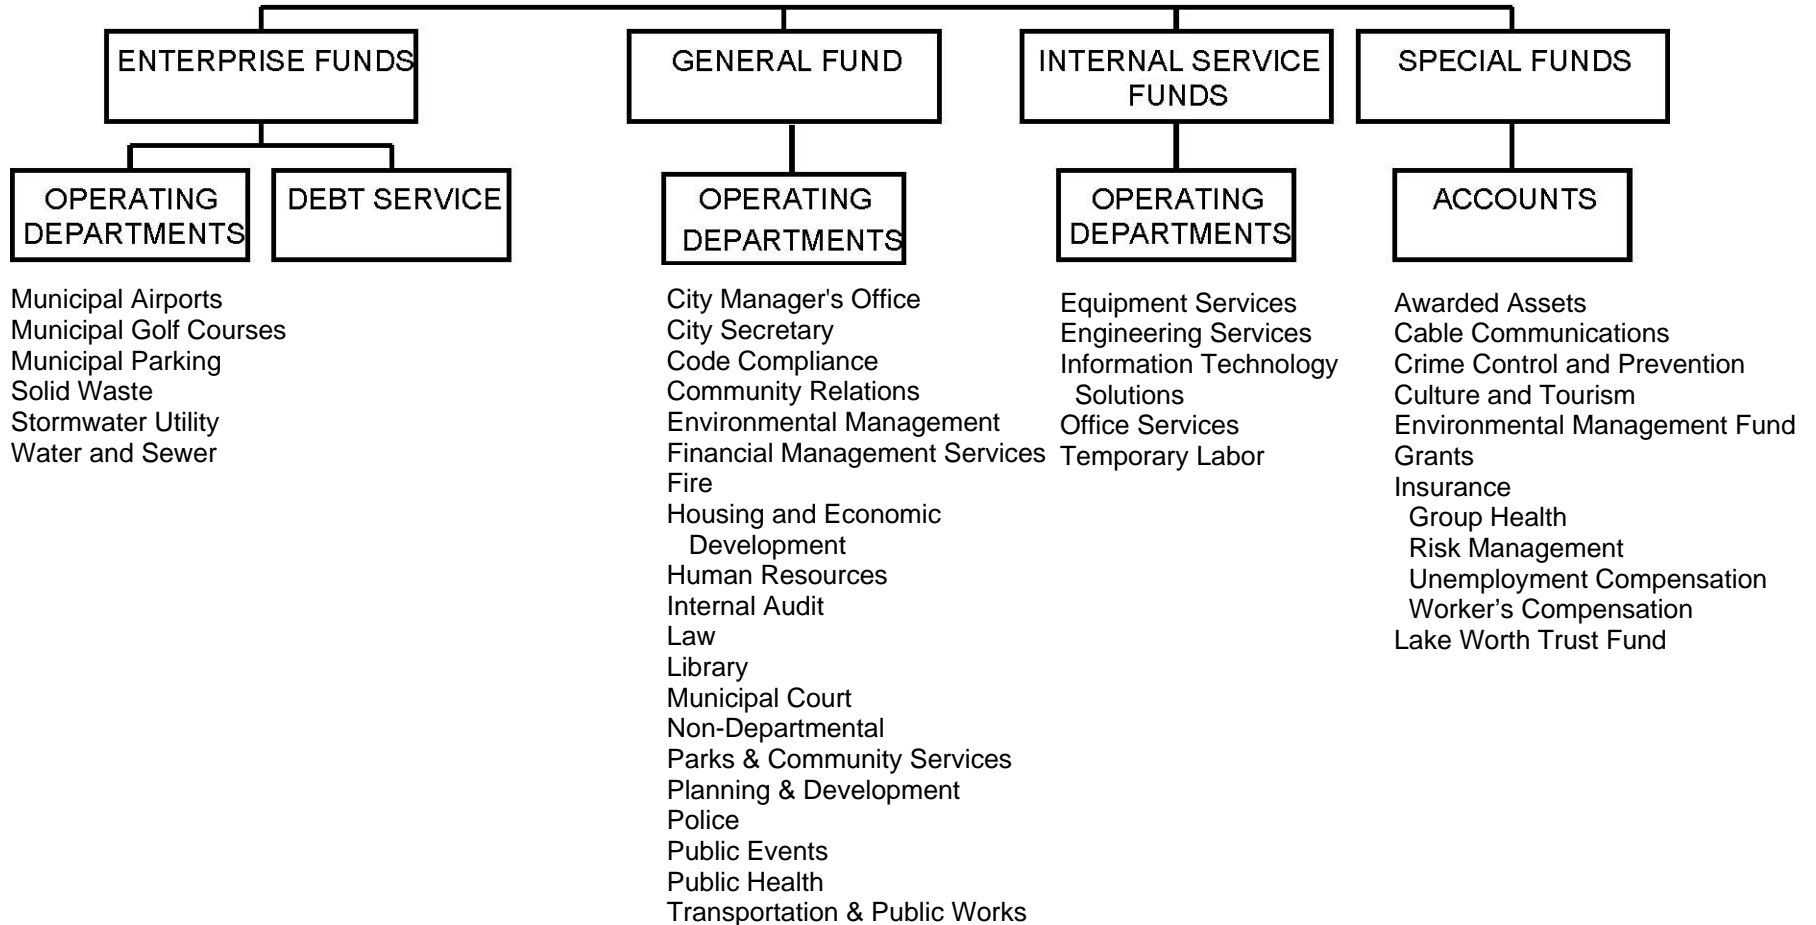 ENTERPRISE FUNDS
GENERAL FUND
INTERNAL SERVICE
FUNDS
SPECIAL FUNDS
OPERATING
DEPARTMENTS
DEBT SERVICE
OPERATING
DEPARTMENTS
OPERATING
DEPARTMENTS
ACCOUNTS
Municipal Airports
Municipal Golf Courses
Municipal Parking
Solid Waste
Stormwater Utility
Water and Sewer
City Manager's Office
City Secretary
Code Compliance
Community Relations
Environmental Management
Financial Management Services
Fire
Housing and Economic
Development
Human Resources
Internal Audit
Law
Library
Municipal Court
Non-Departmental
Parks & Community Services
Planning & Development
Police
Public Events
Public Health
Transportation & Public Works
Equipment Services
Engineering Services
Information Technology
Solutions
Office Services
Temporary Labor
Awarded Assets
Cable Communications
Crime Control and Prevention
Culture and Tourism
Environmental Management Fund
Grants
Insurance
Group Health
Risk Management
Unemployment Compensation
Worker’s Compensation
Lake Worth Trust Fund